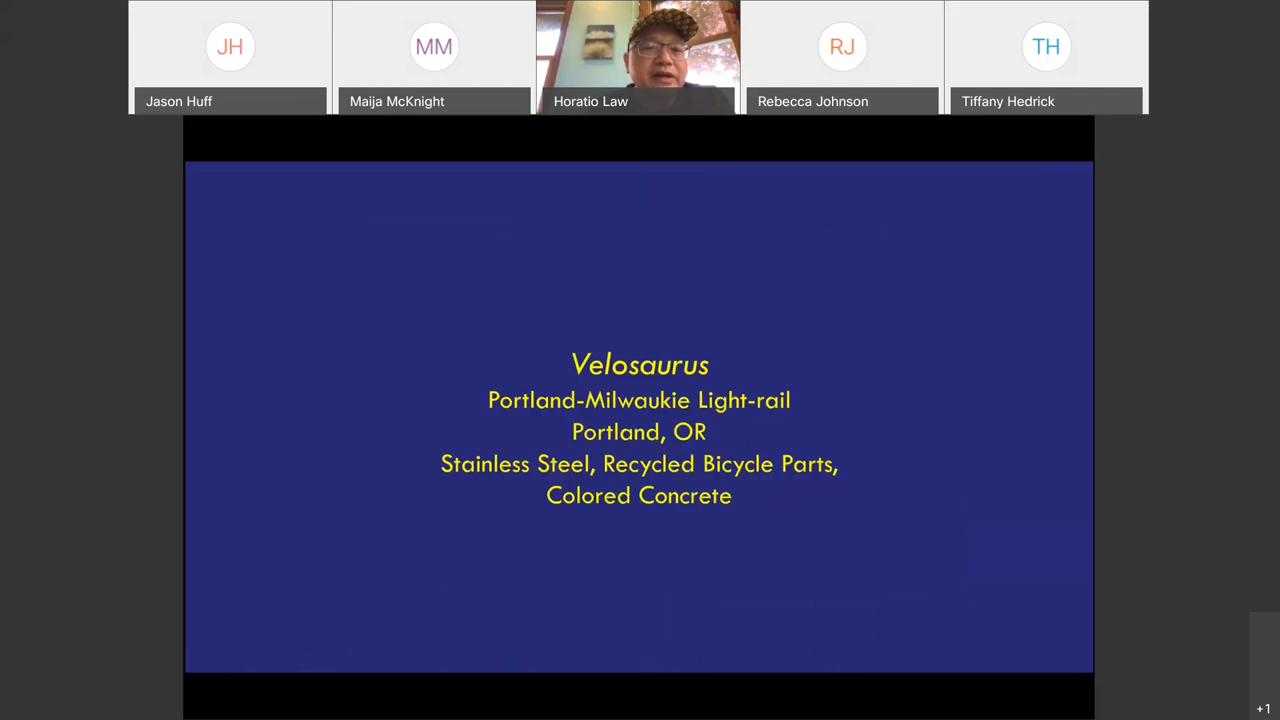 JH
MM
RJ
TH
Jason Huff
Maija McKnight
Horatio Law
Rebecca Johnson
Tiffany Hedrick
Velosaurus
Portland-Milwaukie Light-rail
Portland, OR
Stainless Steel, Recycled Bicycle Parts,
Colored Concrete
+1